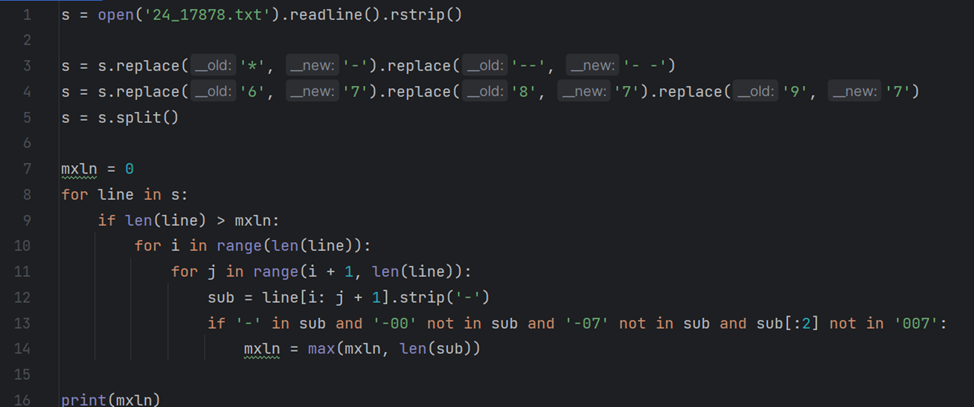 1 s = open('24_17878.txt').readline().rstrip()
2
3 s = s.replace(__old: '*', __new: '-').replace(__old: '--', __new: '- -')
4 s = s.replace(__old: '6', __new: '7').replace(__old: '8', __new: '7').replace(__old: '9', __new: '7')
5 s = s.split()
6
7 mxln = 0
8 for line in s:
9 if len(line) > mxln:
10 for i in range(len(line)):
11 for j in range(i + 1, len(line)):
12 sub = line[i: j + 1].strip('-')
13 if '-' in sub and '-00' not in sub and '-07' not in sub and sub[:2] not in '007':
14 mxln = max(mxln, len(sub))
15
16 print(mxln)